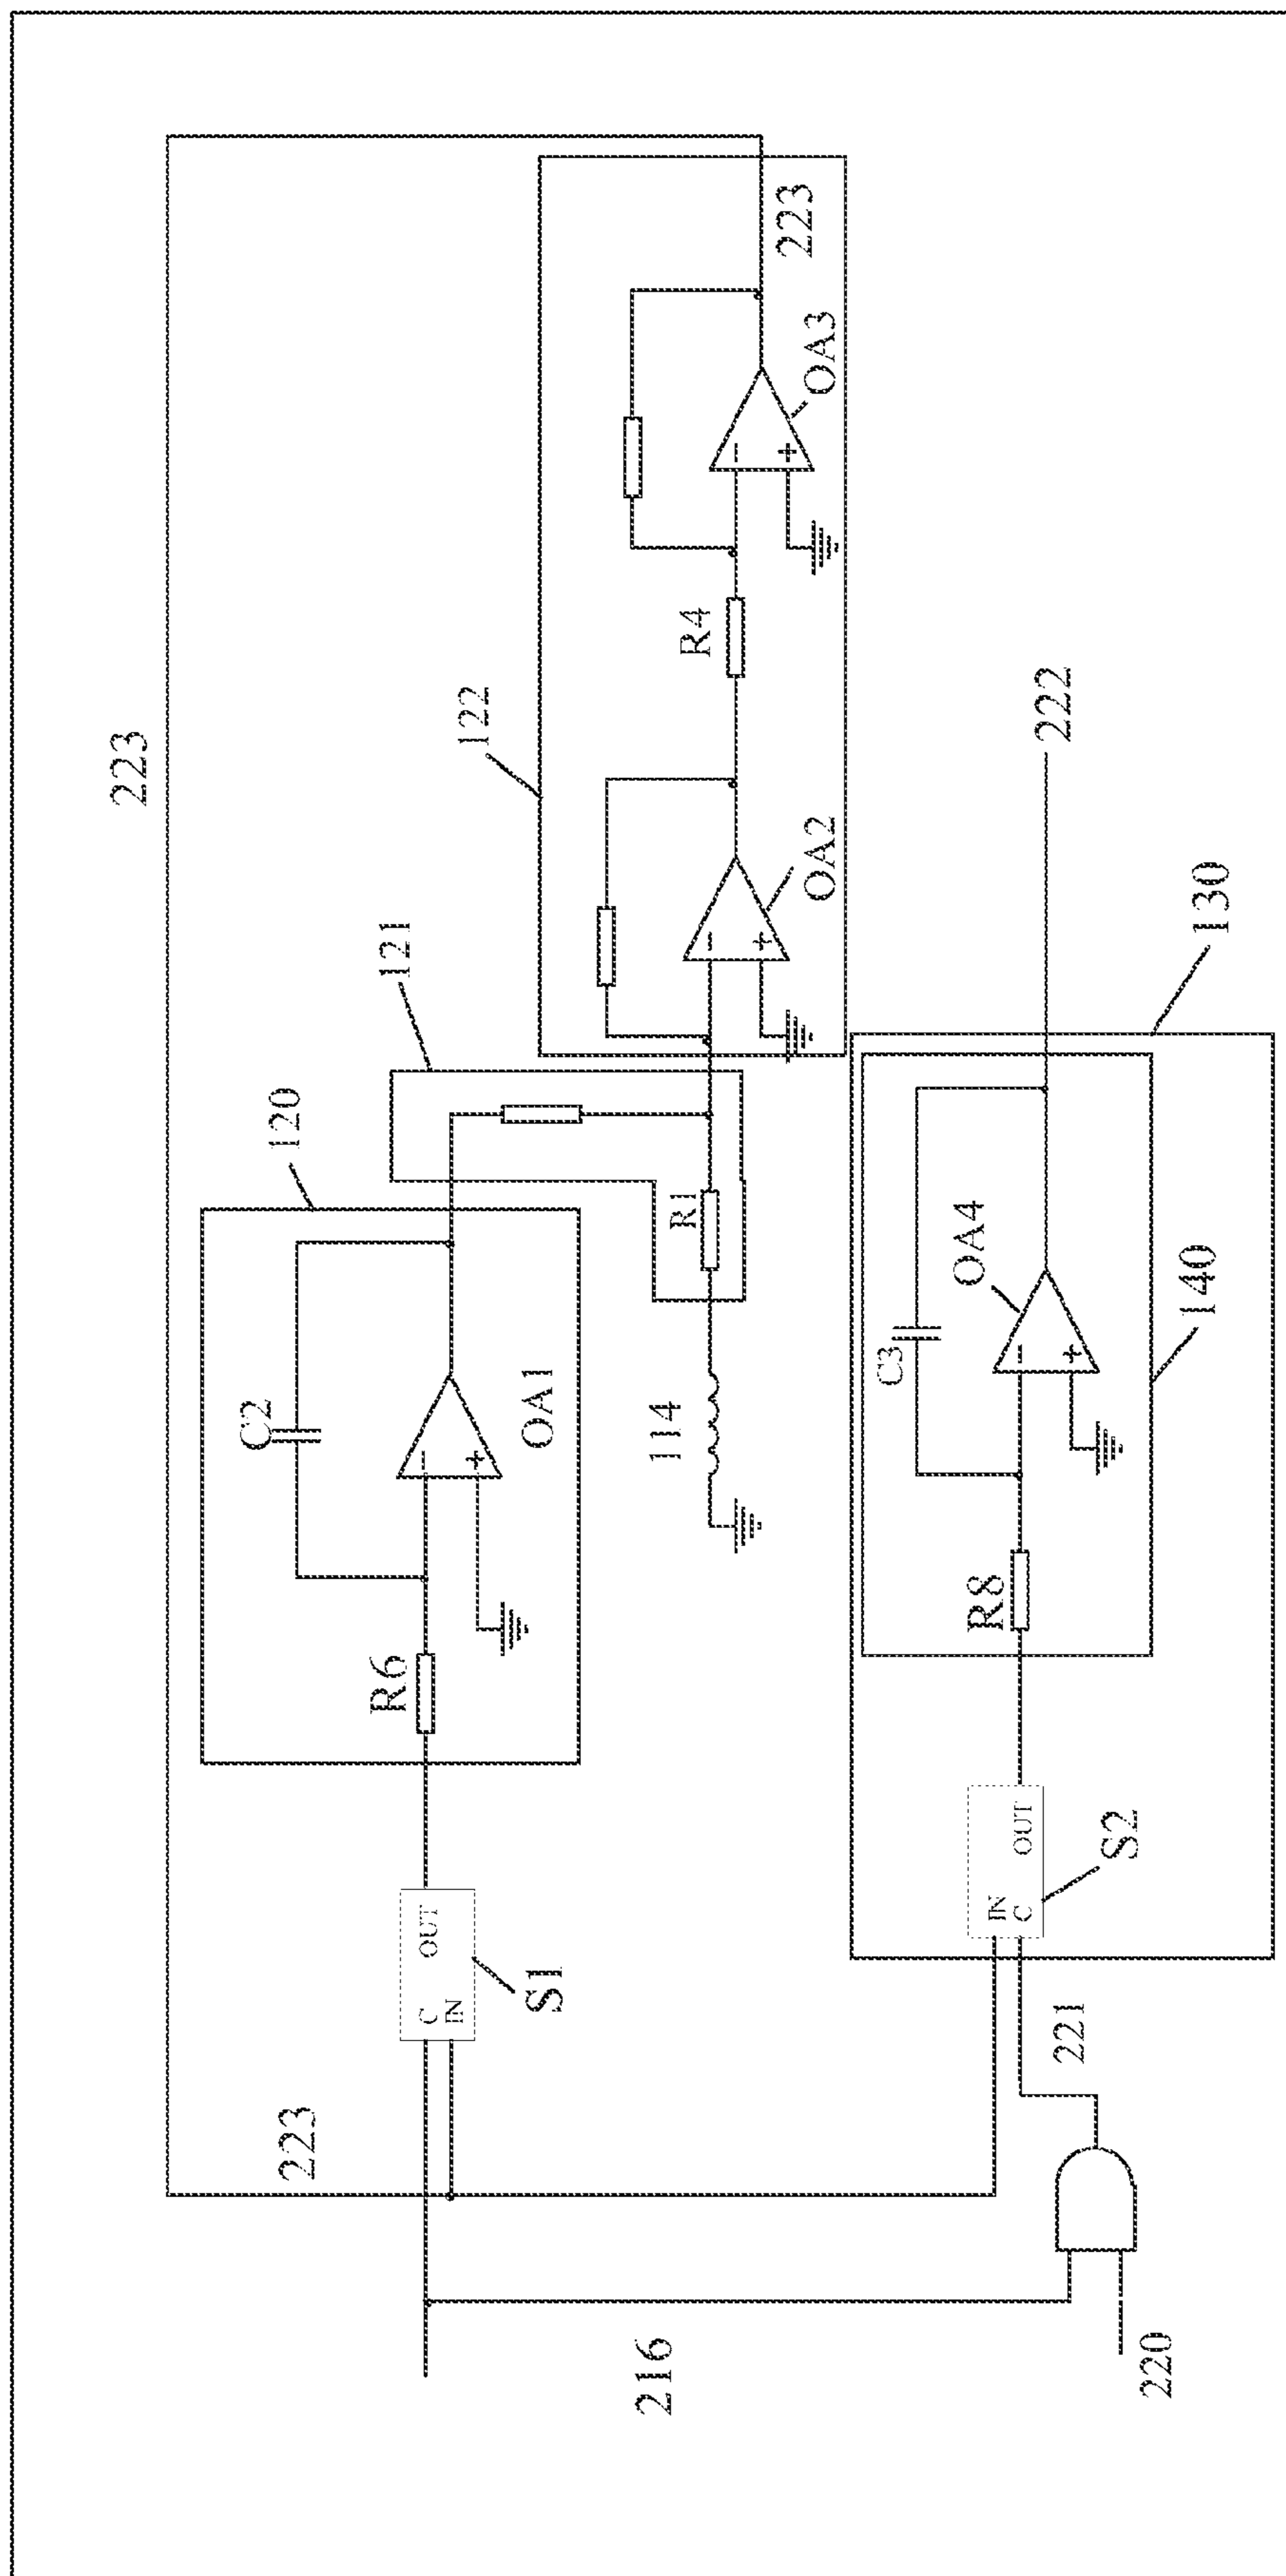 223
122
223
OA3
R4
OA2
121
120
C2
OA1
R6
R1
114
222
130
140
OA4
C3
R8
S2
IN
C
OUT
S1
C
IN
OUT
221
223
216
220
−
+
−
+
−
+
−
+